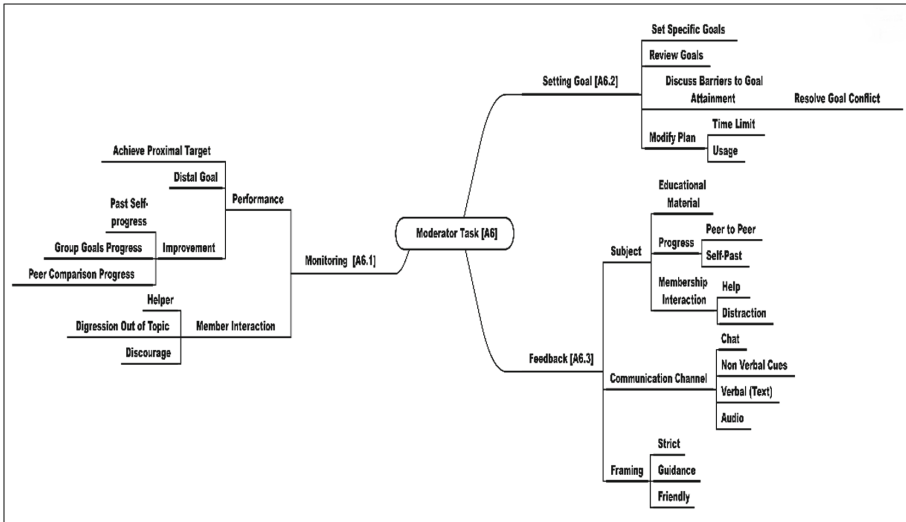 Moderator Task [A6]
Setting Goal [A6.2]
Set Specific Goals
Review Goals
Discuss Barriers to Goal
Attainment
Resolve Goal Conflict
Modify Plan
Time Limit
Usage
Monitoring [A6.1]
Performance
Achieve Proximal Target
Distal Goal
Improvement
Past Self-
progress
Group Goals Progress
Peer Comparison Progress
Member Interaction
Helper
Digression Out of Topic
Discourage
Feedback [A6.3]
Subject
Educational
Material
Progress
Peer to Peer
Self-Past
Membership
Interaction
Help
Distraction
Communication Channel
Chat
Non Verbal Cues
Verbal (Text)
Audio
Framing
Strict
Guidance
Friendly